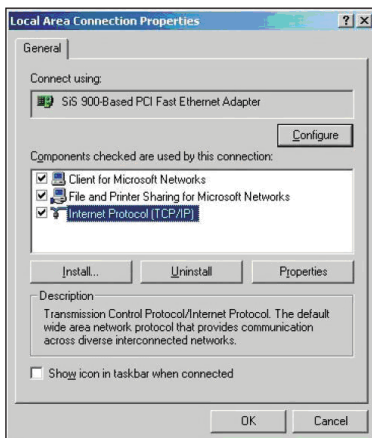 Local Area Connection Properties
General
Connect using:
SiS 900-Based PCI Fast Ethernet Adapter
Configure
Components checked are used by this connection:
Client for Microsoft Networks
File and Printer Sharing for Microsoft Networks
Internet Protocol (TCP/IP)
Install... Uninstall Properties
Description
Transmission Control Protocol/Internet Protocol. The default
wide area network protocol that provides communication
across diverse interconnected networks.
Show icon in taskbar when connected
OK Cancel